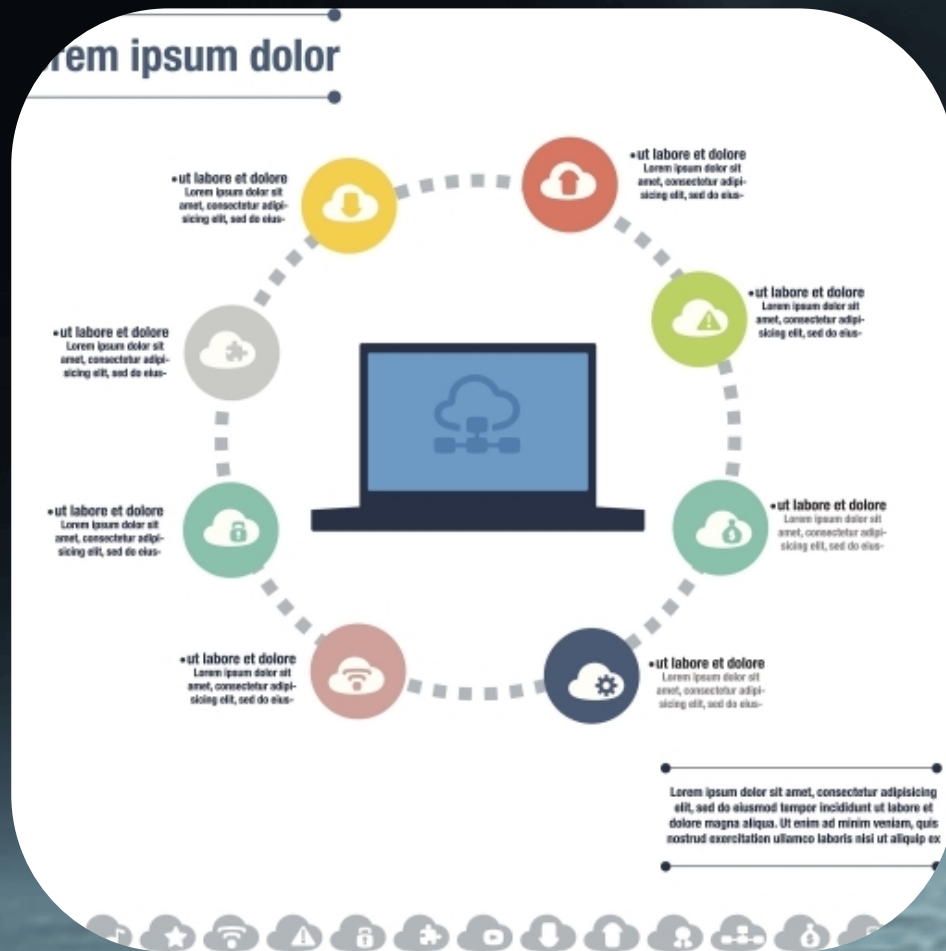 rem ipsum dolor
•ut labore et dolore
Lorem ipsum dolor sit
amet, consectetur adipi-
sicing elit, sed do eius-
•ut labore et dolore
Lorem ipsum dolor sit
amet, consectetur adipi-
sicing elit, sed do eius-
•ut labore et dolore
Lorem ipsum dolor sit
amet, consectetur adipi-
sicing elit, sed do eius-
•ut labore et dolore
Lorem ipsum dolor sit
amet, consectetur adipi-
sicing elit, sed do eius-
•ut labore et dolore
Lorem ipsum dolor sit
amet, consectetur adipi-
sicing elit, sed do eius-
•ut labore et dolore
Lorem ipsum dolor sit
amet, consectetur adipi-
sicing elit, sed do eius-
•ut labore et dolore
Lorem ipsum dolor sit
amet, consectetur adipi-
sicing elit, sed do eius-
•ut labore et dolore
Lorem ipsum dolor sit
amet, consectetur adipi-
sicing elit, sed do eius-
Lorem ipsum dolor sit amet, consectetur adipisicing
elit, sed do eiusmod tempor incididunt ut labore et
dolore magna aliqua. Ut enim ad minim veniam, quis
nostrud exercitation ullamco laboris nisi ut aliquip ex